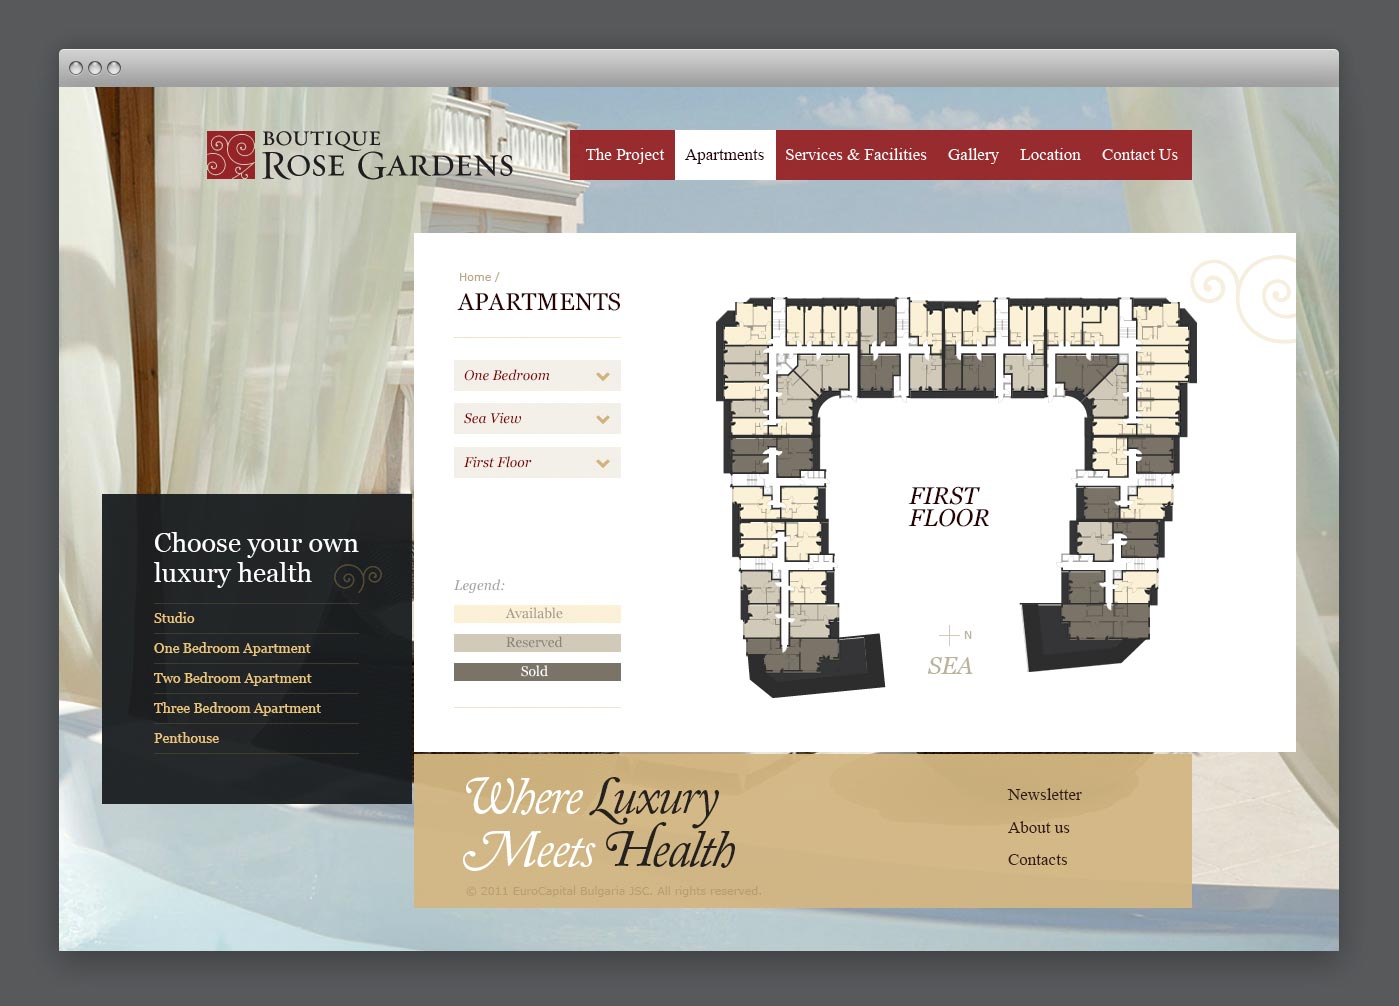 BOUTIQUE
ROSE GARDENS
The Project
Apartments
Services & Facilities
Gallery
Location
Contact Us
Home /
APARTMENTS
One Bedroom
Sea View
First Floor
Legend:
Available
Reserved
Sold
FIRST
FLOOR
N
SEA
Choose your own
luxury health
Studio
One Bedroom Apartment
Two Bedroom Apartment
Three Bedroom Apartment
Penthouse
Where Luxury
Meets Health
© 2011 EuroCapital Bulgaria JSC. All rights reserved.
Newsletter
About us
Contacts